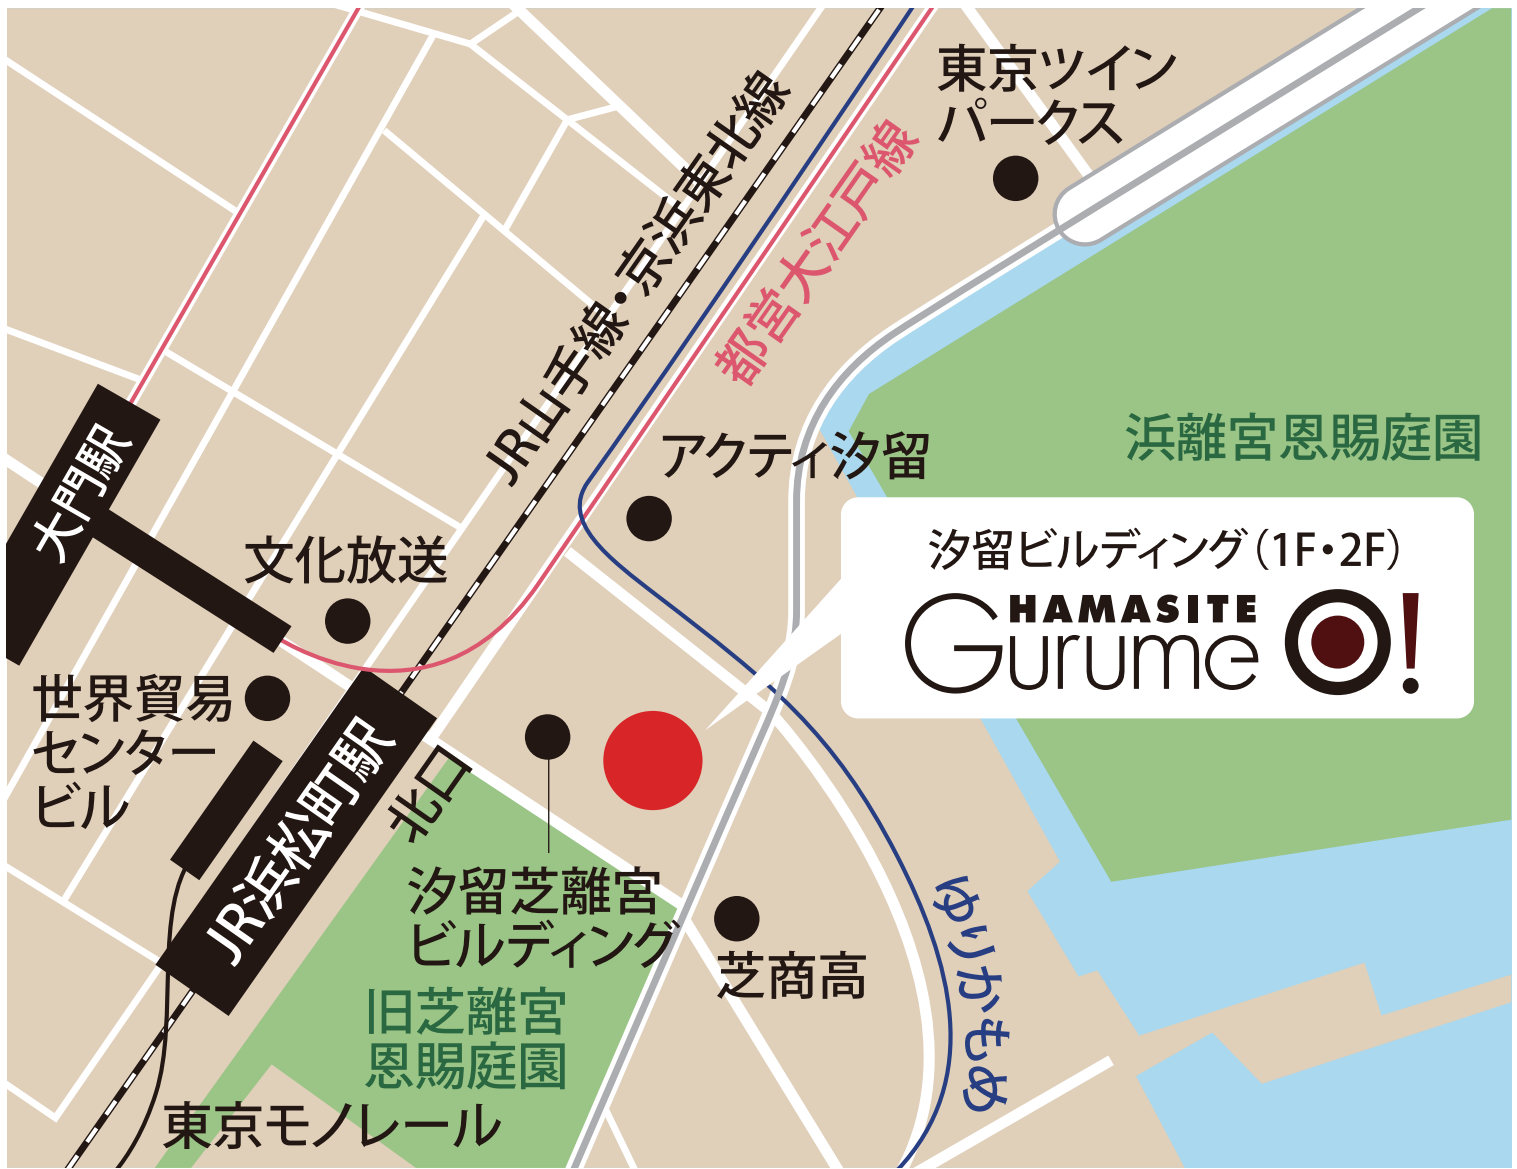 東京ツイン
パークス
JR山手線・京浜東北線
都営大江戸線
浜離宮恩賜庭園
アクティ汐留
大門駅
文化放送
汐留ビルディング（1F・2F）
HAMASITE
Gurume O!
世界貿易
センター
ビル
JR浜松町駅
北口
汐留芝離宮
ビルディング
芝商高
ゆりかもめ
旧芝離宮
恩賜庭園
東京モノレール